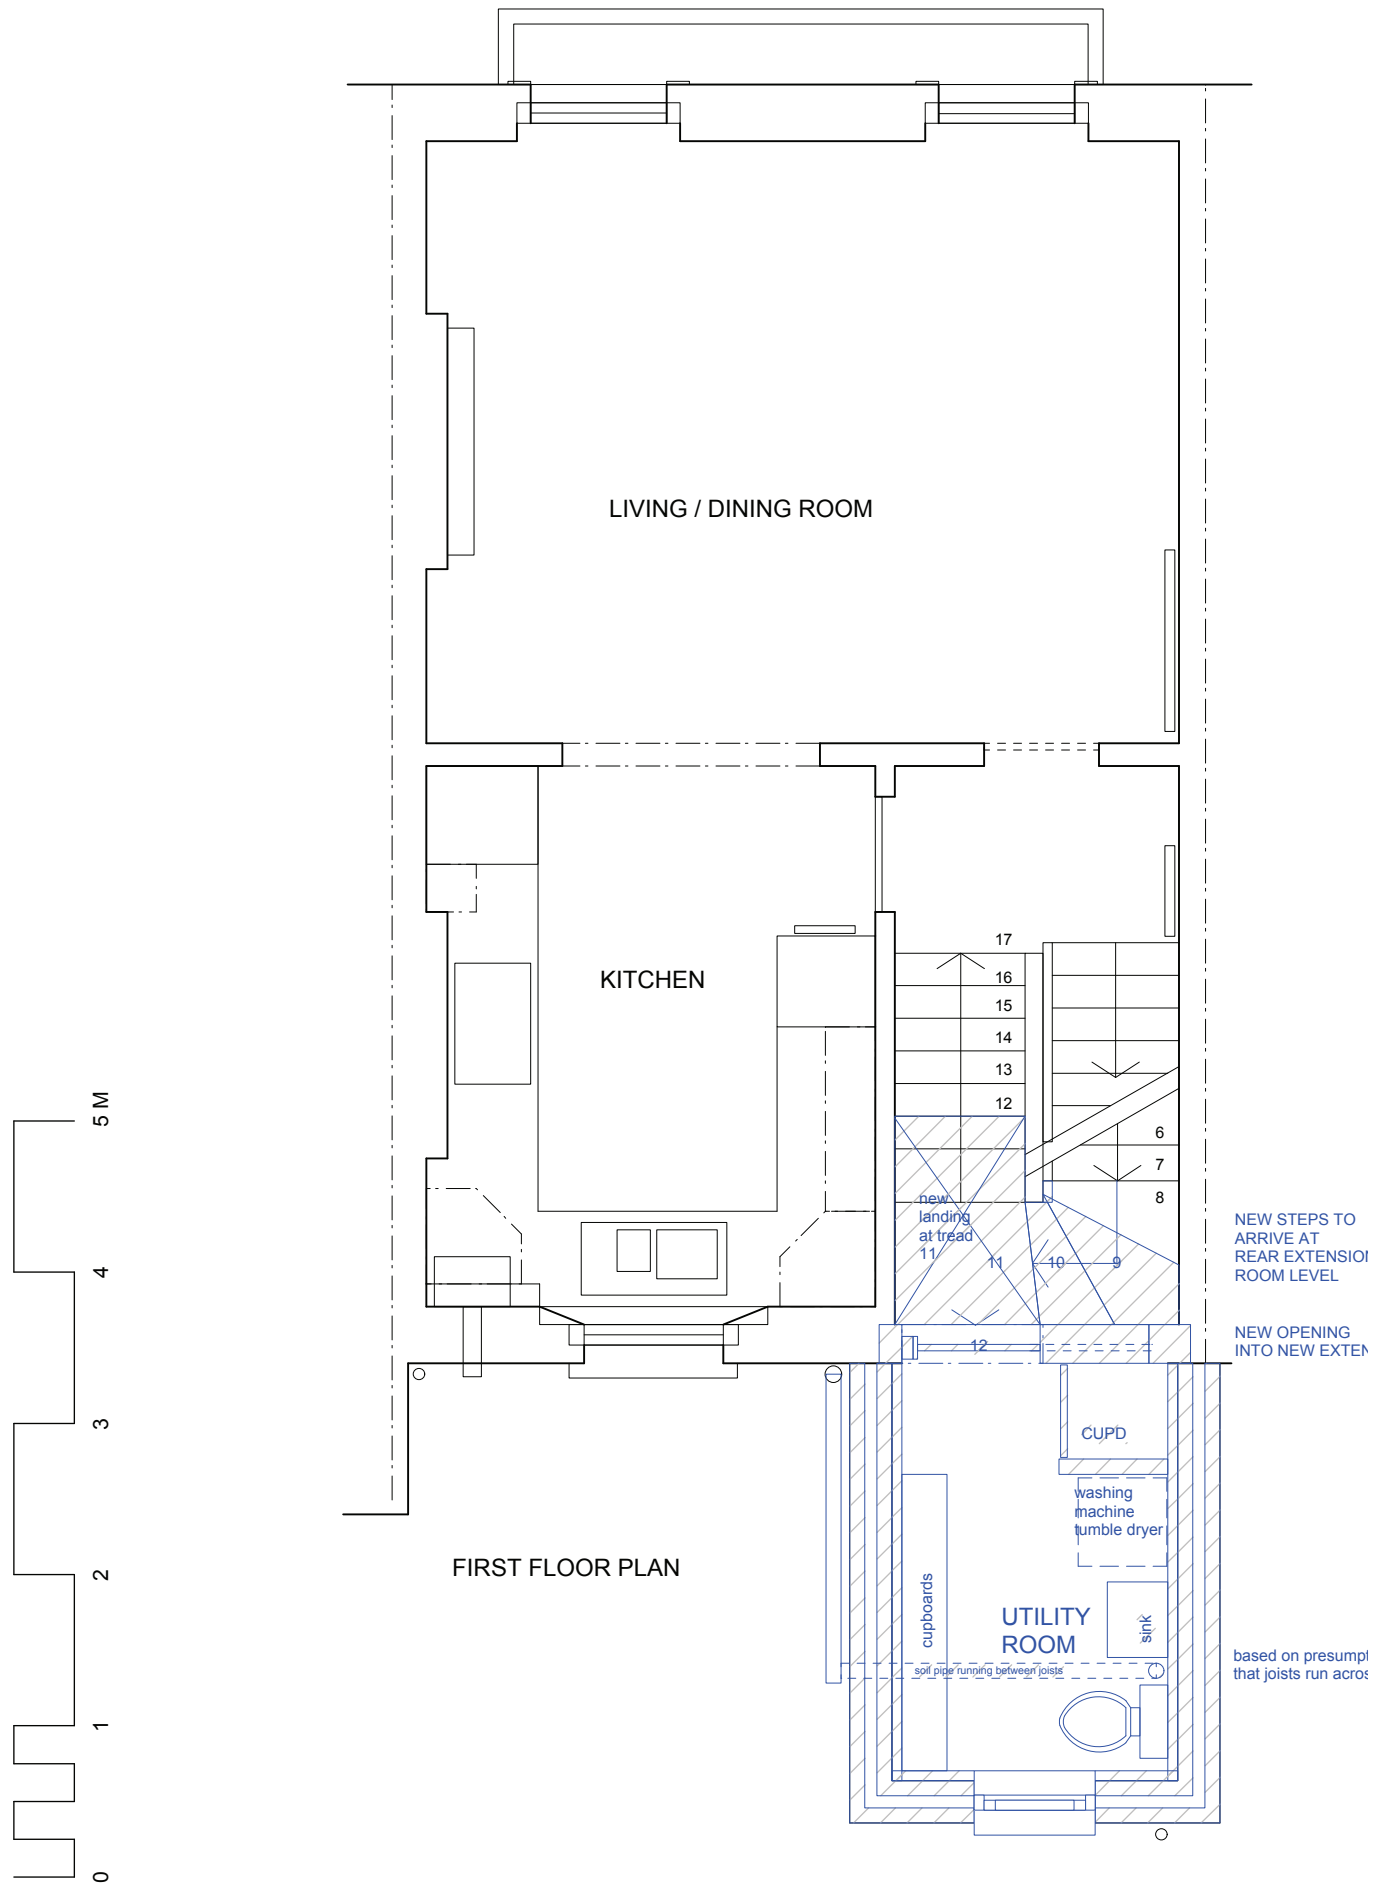 LIVING / DINING ROOM
KITCHEN
17
16
15
14
13
12
6
7
8
new
landing
at tread
11
11
10
9
12
NEW STEPS TO
ARRIVE AT
REAR EXTENSION
ROOM LEVEL
NEW OPENING
INTO NEW EXTEN
CUPD
washing
machine
tumble dryer
cupboards
UTILITY
ROOM
sink
soil pipe running between joists
based on presumpt
that joists run acros
FIRST FLOOR PLAN
5 M
4
3
2
1
0